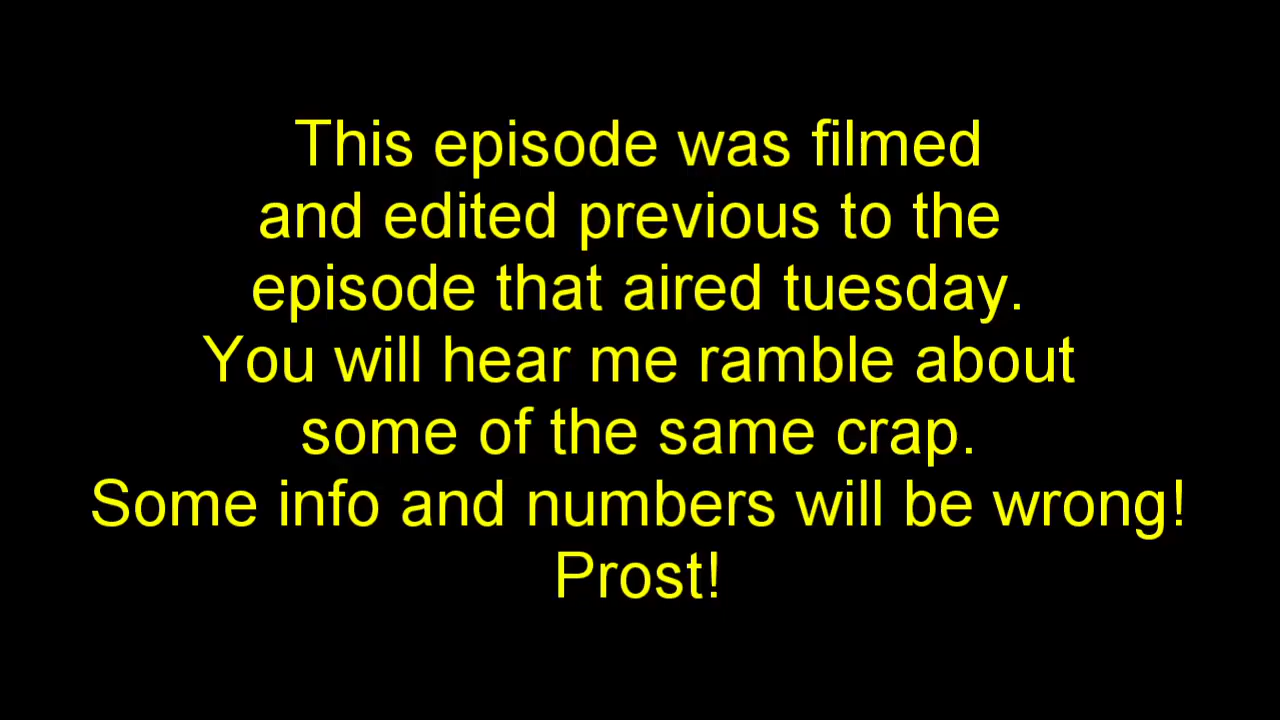 This episode was filmed
and edited previous to the
episode that aired tuesday.
You will hear me ramble about
some of the same crap.
Some info and numbers will be wrong!
Prost!